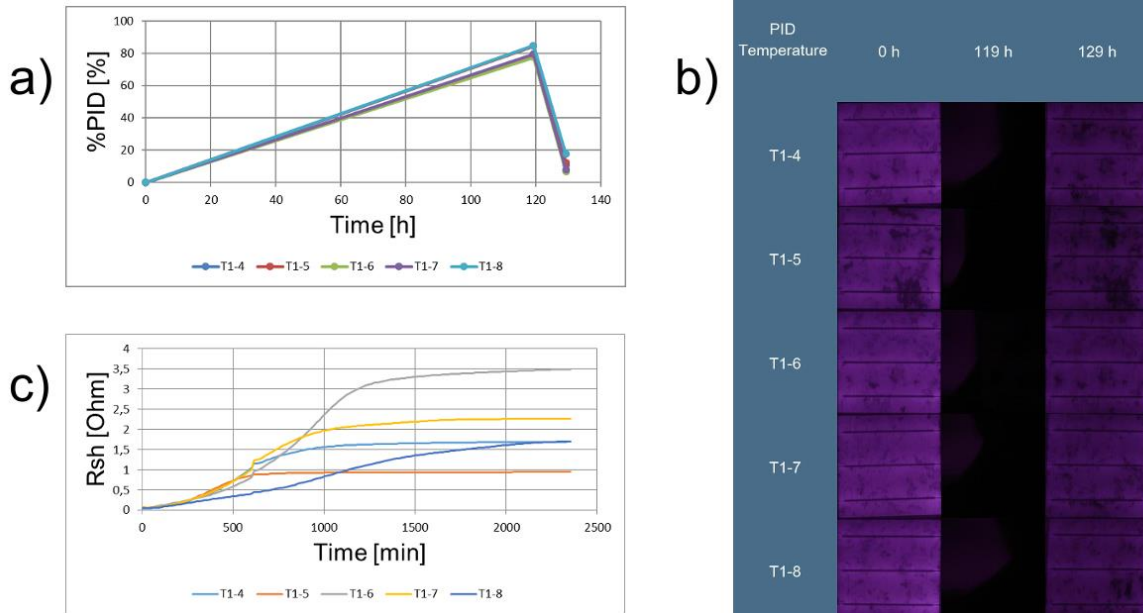 a)
%PID [%]
100
80
60
40
20
0
0 20 40 60 80 100 120 140
Time [h]
T1-4 T1-5 T1-6 T1-7 T1-8
b)
PID
Temperature
0 h 119 h 129 h
T1-4
T1-5
T1-6
T1-7
T1-8
c)
Rsh [Ohm]
4
3,5
3
2,5
2
1,5
1
0,5
0
0 500 1000 1500 2000 2500
Time [min]
T1-4 T1-5 T1-6 T1-7 T1-8